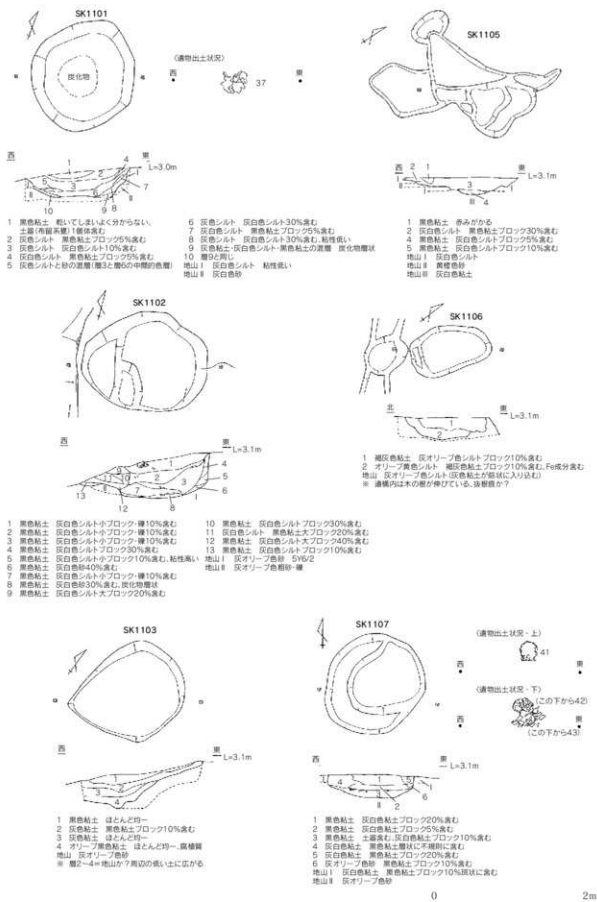 SK1101
炭化物
(遺物出土状況)
西 東
37
西 東
L=3.0m
1 黒色粘土 乾いてしまいよく分からない、
土器(布留系甕)1個体含む
2 灰色シルト 黒色粘土ブロック5%含む
3 灰色シルト 灰白色シルト10%含む
4 灰白色シルト 黒色粘土ブロック5%含む
5 灰色シルトと砂の混層(層3と層6の中間的色層)
6 灰色シルト 灰白色シルト30%含む
7 灰白色シルト 黒色粘土ブロック5%含む
8 灰色シルト 灰白色シルト30%含む、粘性低い
9 灰色粘土・灰白色シルト・黒色粘土の混層 炭化物層状
10 層9と同じ
地山Ⅰ 灰白色シルト 粘性低い
地山Ⅱ 灰白色砂
SK1105
西 東
L=3.1m
1 黒色粘土 赤みがかる
2 灰白色シルト 黒色粘土ブロック30%含む
4 黒色粘土 灰白色シルトブロック5%含む
5 黒色粘土 灰白色シルトブロック10%含む
地山Ⅰ 灰白色シルト
地山Ⅱ 黄橙色砂
地山Ⅲ 灰白色粘土
SK1102
西 東
L=3.1m
1 黒色粘土 灰白色シルト小ブロック・礫10%含む
2 黒色粘土 灰白色シルト小ブロック・礫10%含む
3 黒色粘土 灰白色シルト小ブロック・礫10%含む
4 黒色粘土 灰白色シルトブロック30%含む
5 黒色粘土 灰白色シルト小ブロック10%含む、粘性高い
6 黒色粘土 灰白色砂40%含む
7 黒色粘土 灰白色シルト小ブロック・礫10%含む
8 黒色粘土 灰白色砂30%含む、炭化物層状
9 黒色粘土 灰白色シルト大ブロック20%含む
10 黒色粘土 灰白色シルトブロック30%含む
11 灰白色シルト 黒色粘土大ブロック20%含む
12 黒色粘土 灰白色シルト大ブロック40%含む
13 黒色粘土 灰白色シルトブロック10%含む
地山Ⅰ 灰オリーブ色砂 5Y6/2
地山Ⅱ 灰オリーブ色粗砂・礫
SK1106
北 東
L=3.1m
1 褐灰色粘土 灰オリーブ色シルトブロック10%含む
2 オリーブ黄色シルト 褐灰色粘土ブロック10%含む、Fe成分含む
地山 灰オリーブ色シルト(灰色粘土が筋状に入り込む)
※ 遺構内は木の根が伸びている、抜根痕か?
SK1103
西 東
L=3.1m
1 黒色粘土 ほとんど均一
2 灰色粘土 黒色粘土ブロック10%含む
3 灰色粘土 ほとんど均一
4 オリーブ黒色粘土 ほとんど均一、腐植質
地山 灰オリーブ色砂
※ 層2~4=地山か?周辺の低い土に広がる
SK1107
(遺物出土状況・上)
41
西 東
(遺物出土状況・下)
(この下から42)
西 東
(この下から43)
西 東
L=3.1m
1 黒色粘土 灰白色粘土ブロック20%含む
2 黒色粘土 灰白色粘土ブロック5%含む
3 黒色粘土 土器含む、灰白色粘土ブロック10%含む
4 灰白色粘土 黒色粘土層状に不規則に含む
5 灰白色粘土 黒色粘土ブロック20%含む
6 灰オリーブ色砂 黒色粘土ブロック10%含む
地山Ⅰ 灰白色粘土 黒色粘土ブロック10%斑状に含む
地山Ⅱ 灰オリーブ色砂
0 2m